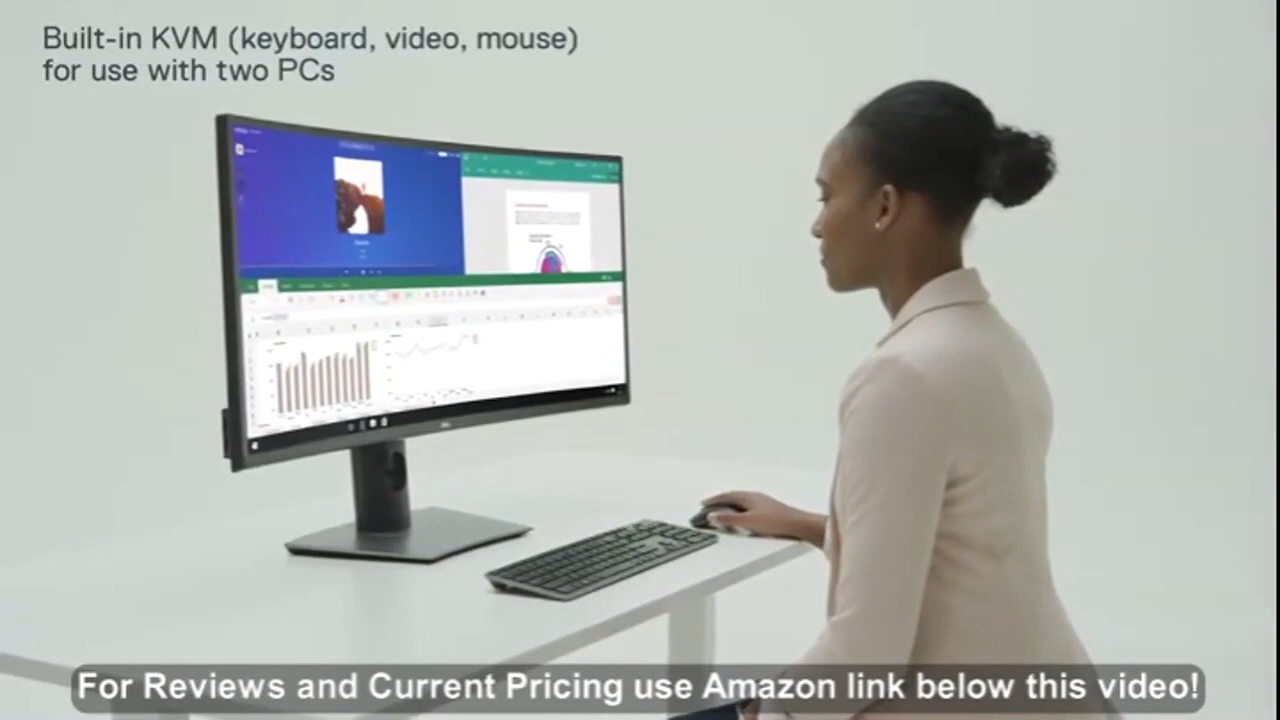 Built-in KVM (keyboard, video, mouse)
for use with two PCs
For Reviews and Current Pricing use Amazon link below this video!